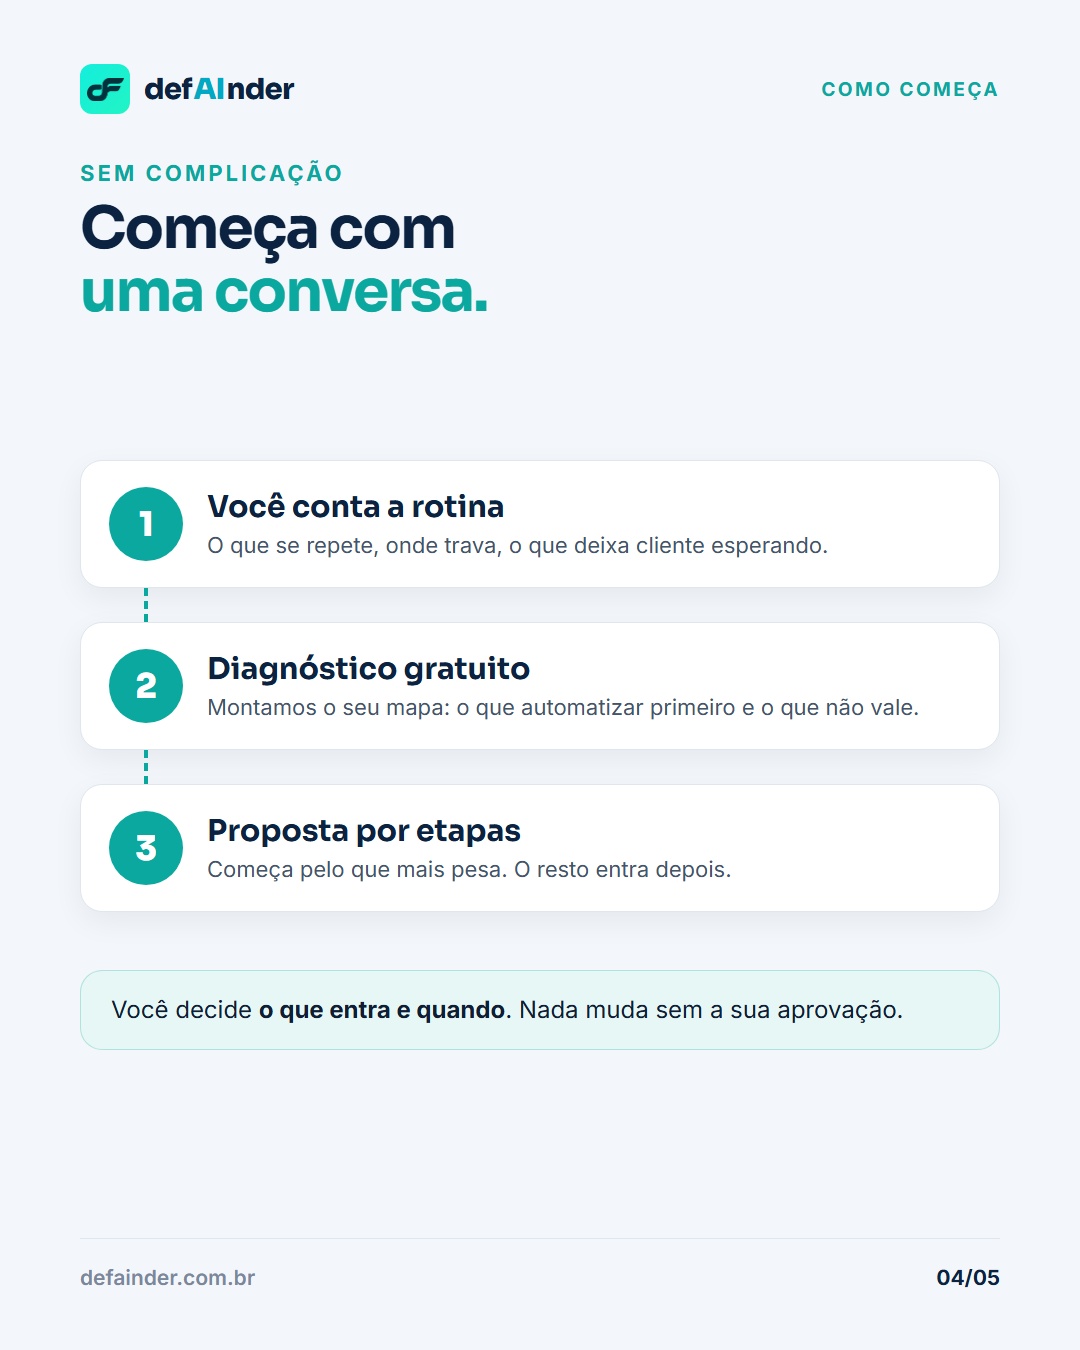 defAInder
COMO COMEÇA
SEM COMPLICAÇÃO
Começa com
uma conversa.
1
Você conta a rotina
O que se repete, onde trava, o que deixa cliente esperando.
2
Diagnóstico gratuito
Montamos o seu mapa: o que automatizar primeiro e o que não vale.
3
Proposta por etapas
Começa pelo que mais pesa. O resto entra depois.
Você decide o que entra e quando. Nada muda sem a sua aprovação.
defainder.com.br
04/05